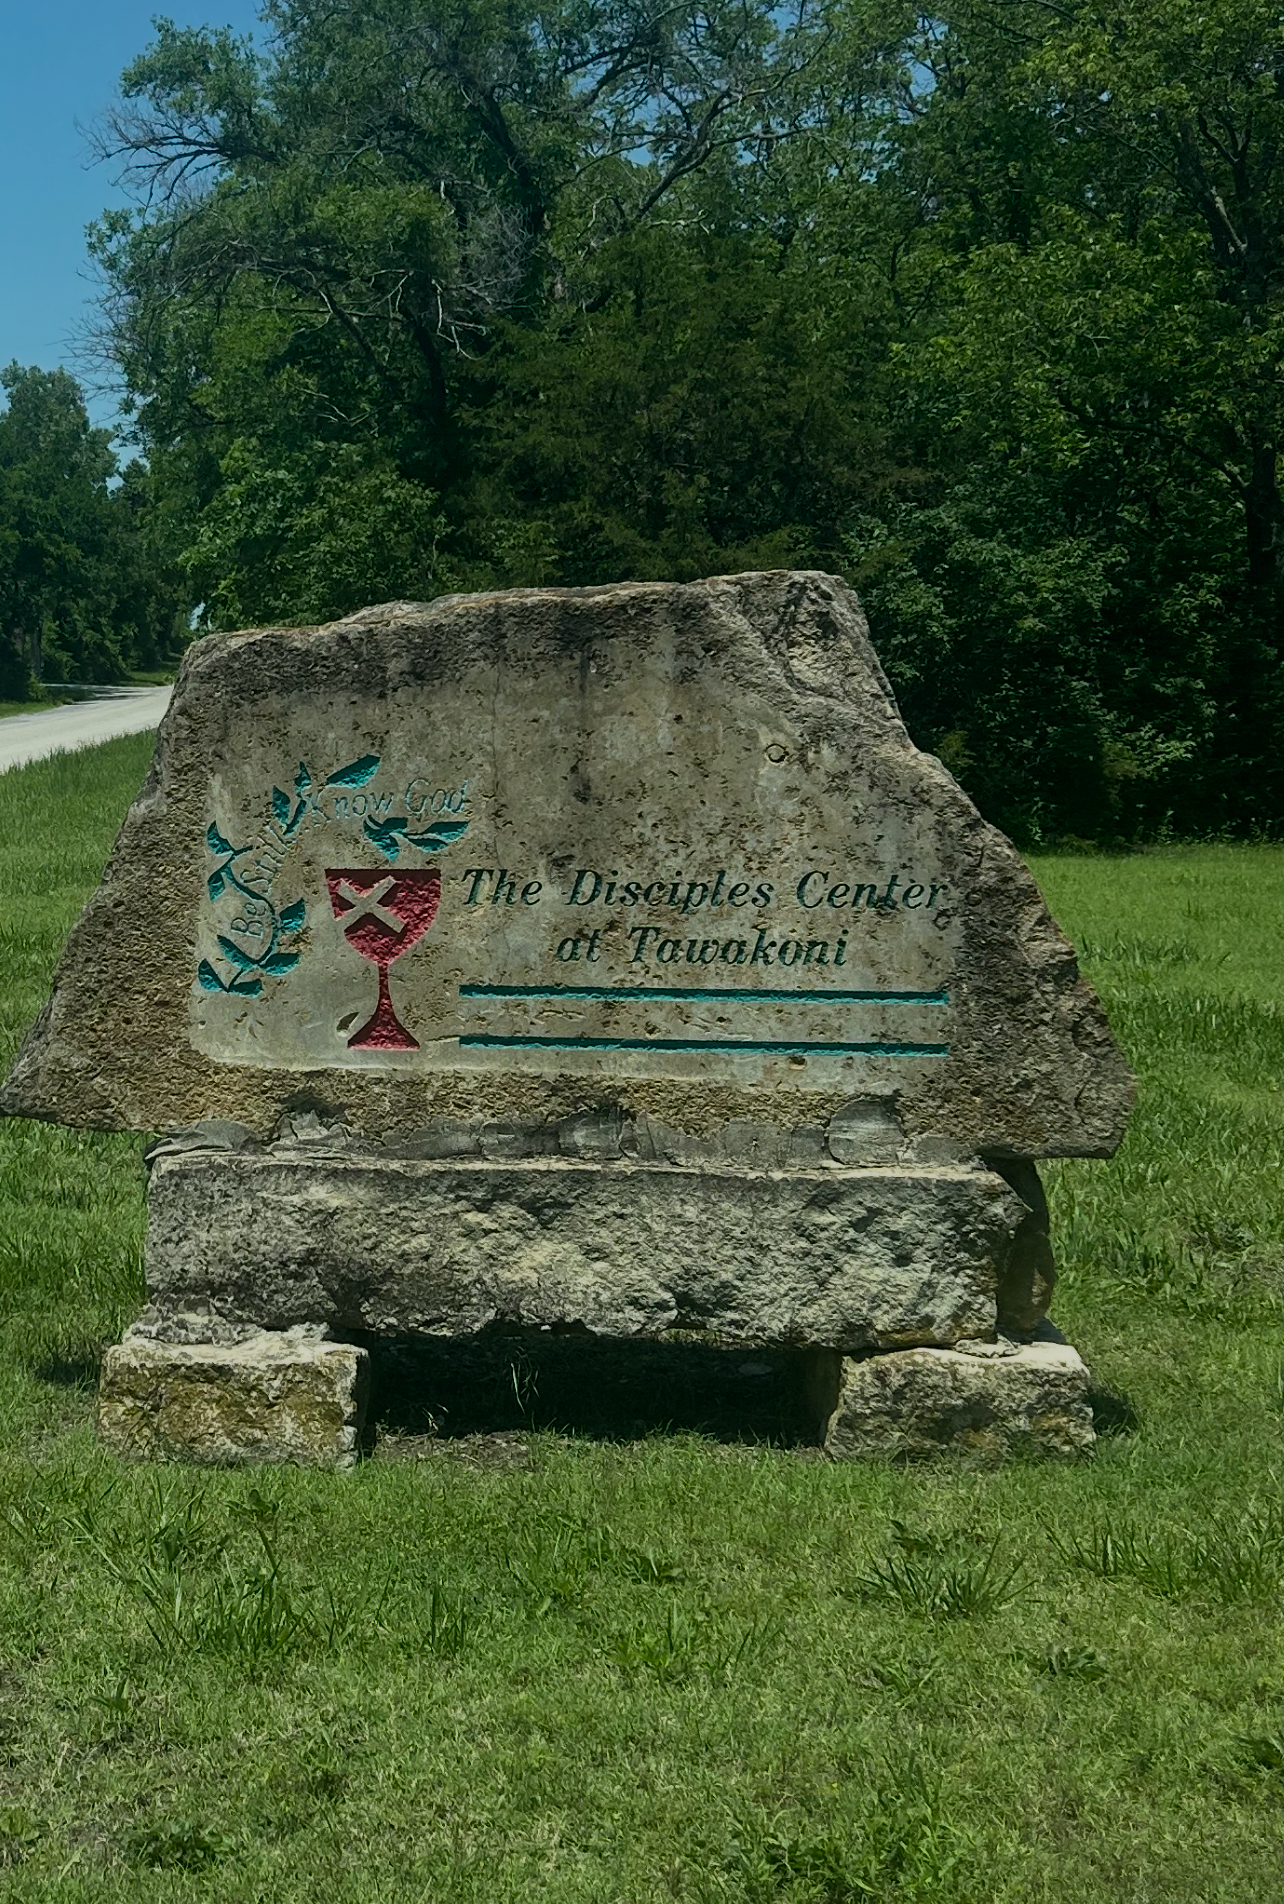 Be Still Know God
The Disciples Center
at Tawakoni